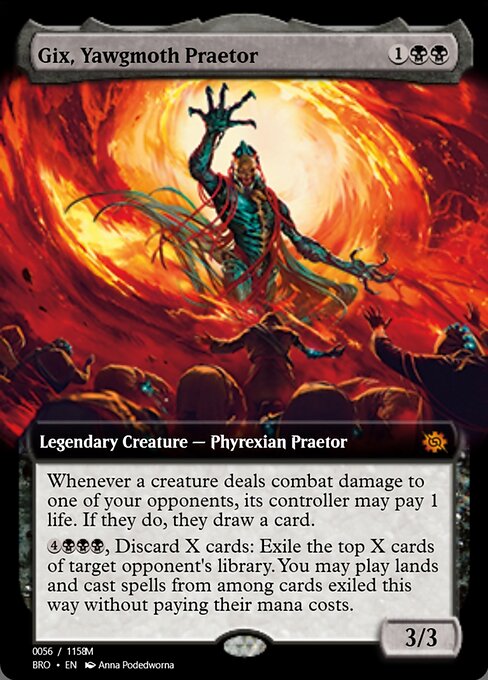 Gix, Yawgmoth Praetor 1
Legendary Creature — Phyrexian Praetor
Whenever a creature deals combat damage to
one of your opponents, its controller may pay 1
life. If they do, they draw a card.
4, Discard X cards: Exile the top X cards
of target opponent's library. You may play lands
and cast spells from among cards exiled this
way without paying their mana costs.
3/3
0056 / 1158M
BRO • EN Anna Podedworna